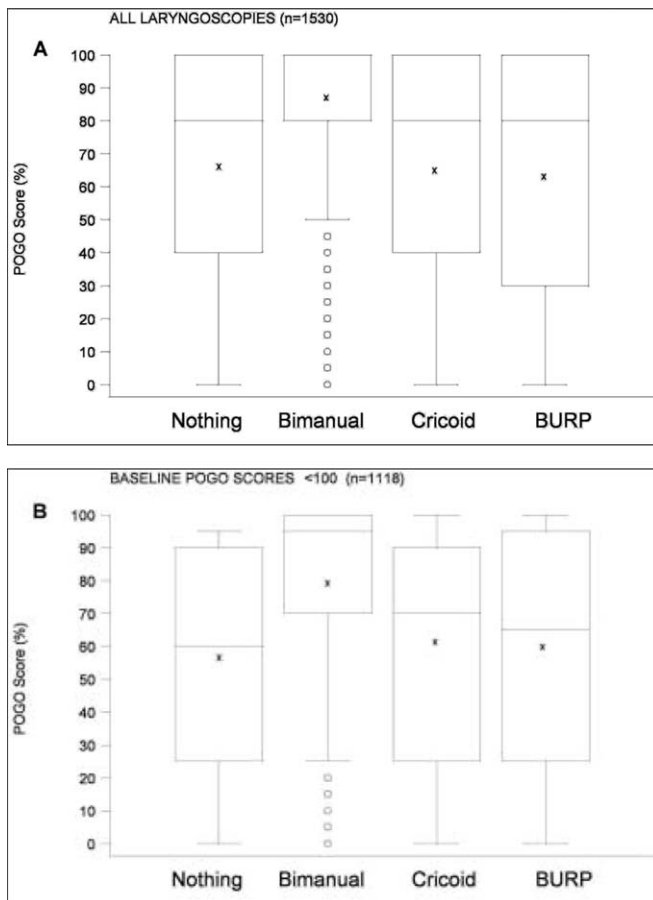 ALL LARYNGOSCOPIES (n=1530)
A
100
90
80
70
60
50
40
30
20
10
0
POGO Score (%)
Nothing Bimanual Cricoid BURP
BASELINE POGO SCORES <100 (n=1118)
B
100
90
80
70
60
50
40
30
20
10
0
POGO Score (%)
Nothing Bimanual Cricoid BURP